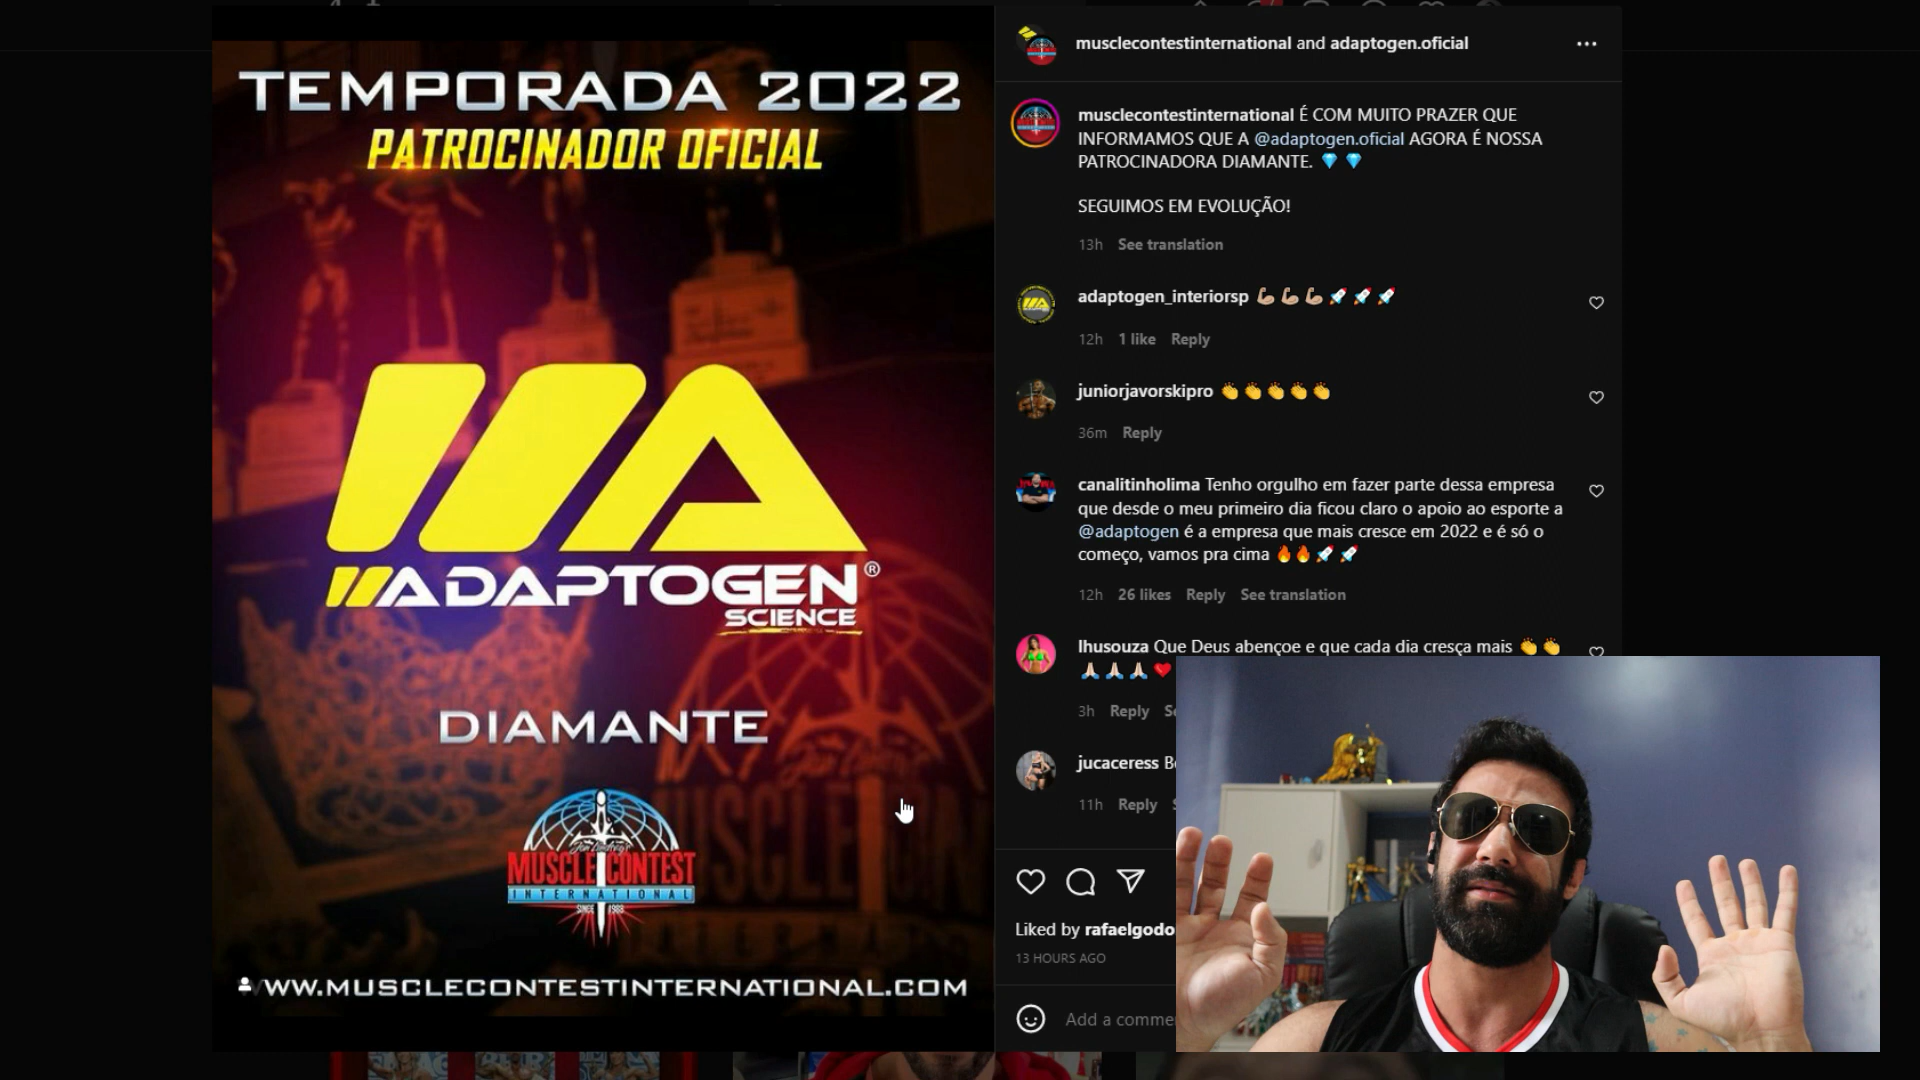 TEMPORADA 2022
PATROCINADOR OFICIAL
ADAPTOGEN®
SCIENCE
DIAMANTE
MUSCLE CONTEST
INTERNATIONAL
SINCE 1988
WWW.MUSCLECONTESTINTERNATIONAL.COM
musclecontestinternational and adaptogen.oficial
musclecontestinternational É COM MUITO PRAZER QUE
INFORMAMOS QUE A @adaptogen.oficial AGORA É NOSSA
PATROCINADORA DIAMANTE. 💎 💎
SEGUIMOS EM EVOLUÇÃO!
13h See translation
adaptogen_interiorsp 💪🏼💪🏼💪🏼🚀🚀🚀
12h 1 like Reply
juniorjavorskipro 👏👏👏👏👏
36m Reply
canalitinholima Tenho orgulho em fazer parte dessa empresa
que desde o meu primeiro dia ficou claro o apoio ao esporte a
@adaptogen é a empresa que mais cresce em 2022 e é só o
começo, vamos pra cima 🔥🔥🚀🚀
12h 26 likes Reply See translation
lhusouza Que Deus abençoe e que cada dia cresça mais 👏👏
🙏🏻🙏🏻🙏🏻❤️
3h Reply
jucaceress
11h Reply
Liked by rafaelgodo
13 HOURS AGO
Add a comme